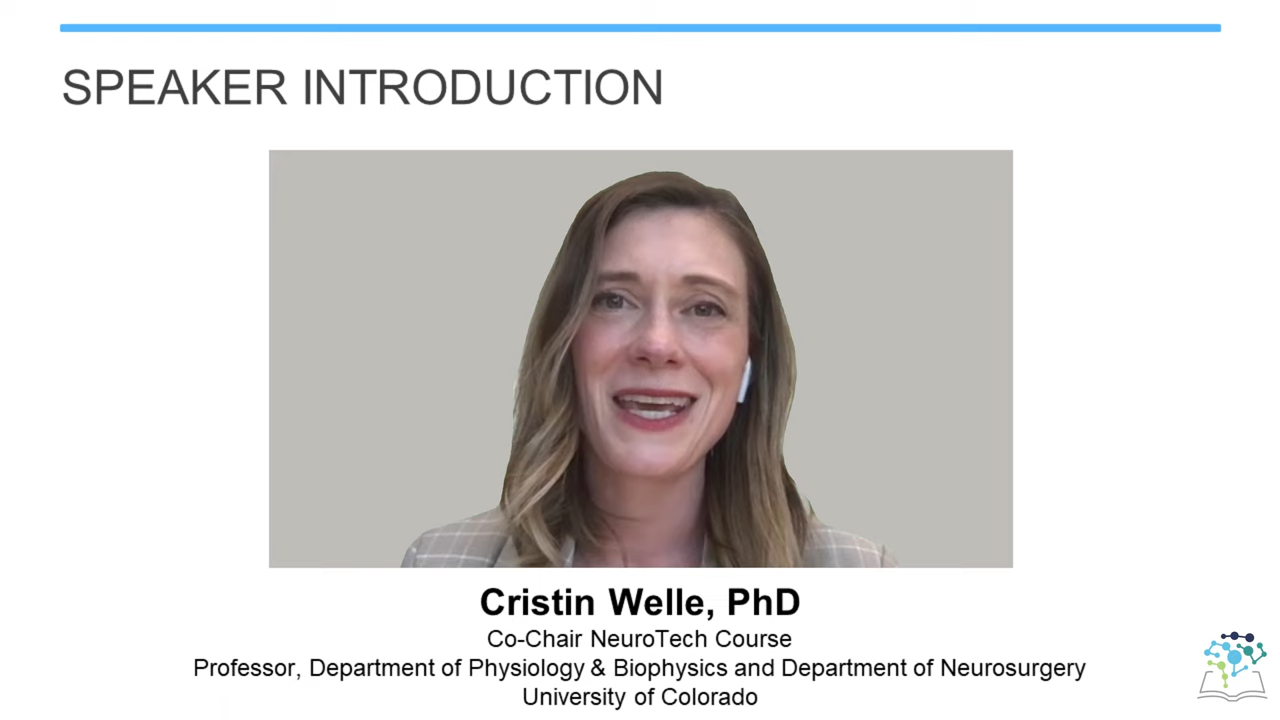 SPEAKER INTRODUCTION
Cristin Welle, PhD
Co-Chair NeuroTech Course
Professor, Department of Physiology & Biophysics and Department of Neurosurgery
University of Colorado